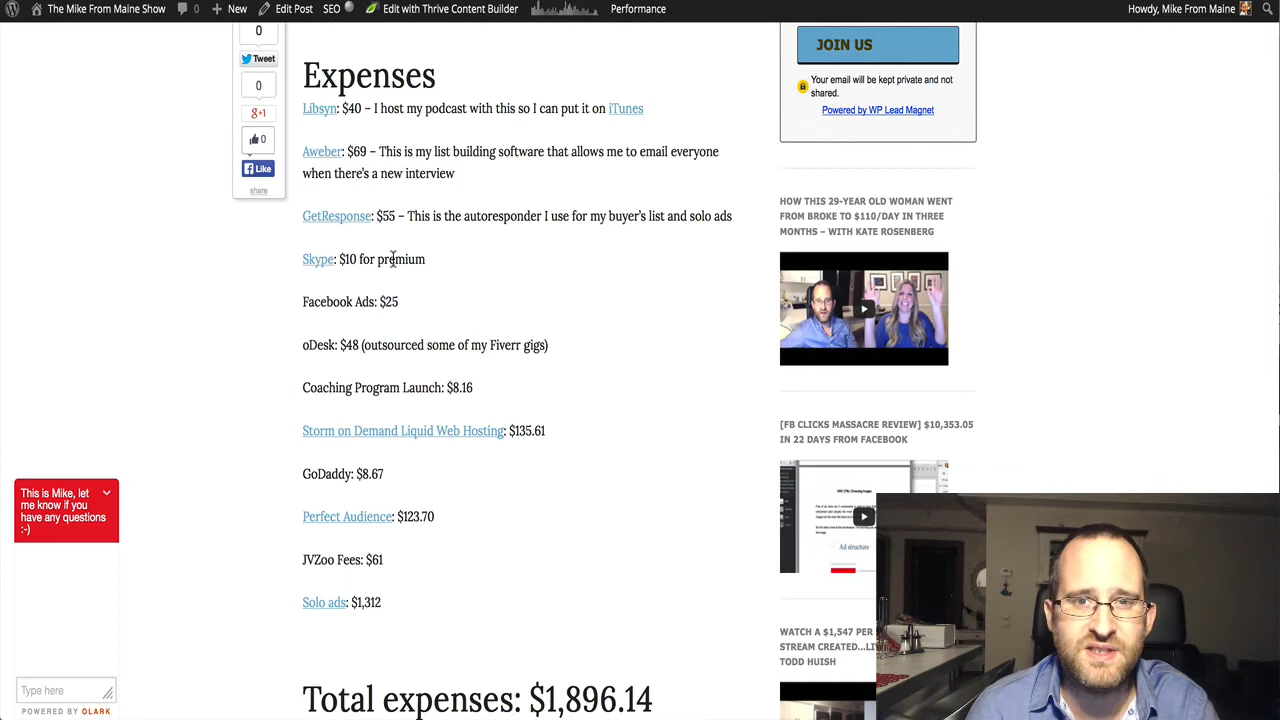 The Mike From Maine Show
0
New
Edit Post
SEO
Edit with Thrive Content Builder
Performance
Howdy, Mike From Maine
0
Tweet
0
g+1
0
Like
share
Expenses
Libsyn: $40 – I host my podcast with this so I can put it on iTunes
Aweber: $69 – This is my list building software that allows me to email everyone
when there's a new interview
GetResponse: $55 – This is the autoresponder I use for my buyer's list and solo ads
Skype: $10 for premium
Facebook Ads: $25
oDesk: $48 (outsourced some of my Fiverr gigs)
Coaching Program Launch: $8.16
Storm on Demand Liquid Web Hosting: $135.61
GoDaddy: $8.67
Perfect Audience: $123.70
JVZoo Fees: $61
Solo ads: $1,312
Total expenses: $1,896.14
JOIN US
Your email will be kept private and not
shared.
Powered by WP Lead Magnet
HOW THIS 29-YEAR OLD WOMAN WENT
FROM BROKE TO $110/DAY IN THREE
MONTHS – WITH KATE ROSENBERG
[FB CLICKS MASSACRE REVIEW] $10,353.05
IN 22 DAYS FROM FACEBOOK
Ad structure
WATCH A $1,547 PER
STREAM CREATED...LI
TODD HUISH
This is Mike, let
me know if you
have any questions
:-)
Type here
POWERED BY OLARK